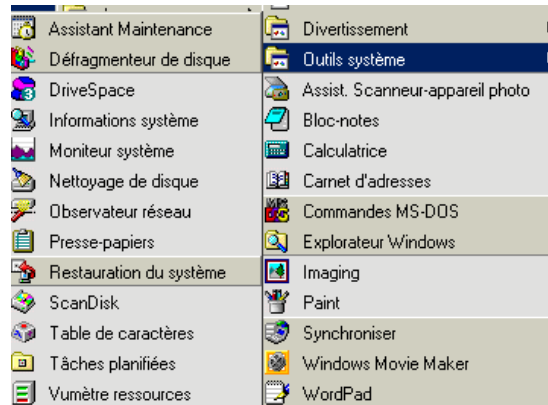 Assistant Maintenance
Défragmenteur de disque
DriveSpace
Informations système
Moniteur système
Nettoyage de disque
Observateur réseau
Presse-papiers
Restauration du système
ScanDisk
Table de caractères
Tâches planifiées
Vumètre ressources
Divertissement
Outils système
Assist. Scanneur-appareil photo
Bloc-notes
Calculatrice
Carnet d'adresses
Commandes MS-DOS
Explorateur Windows
Imaging
Paint
Synchroniser
Windows Movie Maker
WordPad